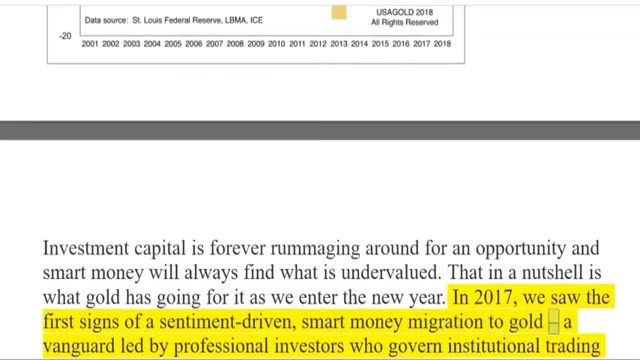 Data source: St. Louis Federal Reserve, LBMA, ICE
USAGOLD 2018
All Rights Reserved
-20
2001 2002 2003 2004 2005 2006 2007 2008 2009 2010 2011 2012 2013 2014 2015 2016 2017 2018
Investment capital is forever rummaging around for an opportunity and
smart money will always find what is undervalued. That in a nutshell is
what gold has going for it as we enter the new year. In 2017, we saw the
first signs of a sentiment-driven, smart money migration to gold – a
vanguard led by professional investors who govern institutional trading